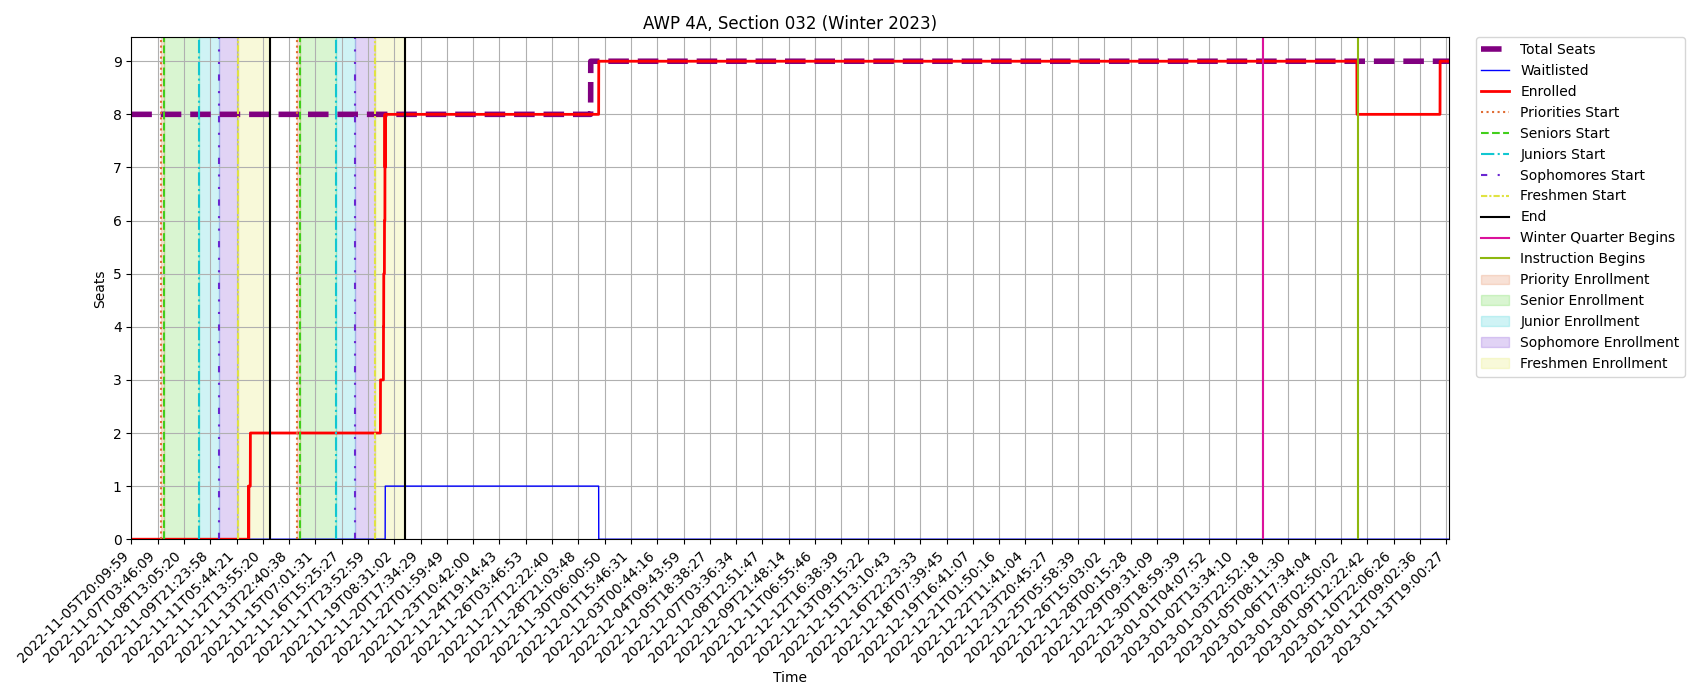 AWP 4A, Section 032 (Winter 2023)
Seats
9
8
7
6
5
4
3
2
1
0
2022-11-05T20:09:59
2022-11-07T03:46:09
2022-11-08T13:05:20
2022-11-09T21:23:58
2022-11-11T05:44:21
2022-11-12T13:55:20
2022-11-13T22:40:38
2022-11-15T07:01:31
2022-11-16T15:25:27
2022-11-17T23:52:59
2022-11-19T08:31:02
2022-11-20T17:34:29
2022-11-22T01:59:49
2022-11-23T10:42:00
2022-11-24T19:14:43
2022-11-26T03:46:53
2022-11-27T12:22:40
2022-11-28T21:03:48
2022-11-30T06:00:50
2022-12-01T15:46:31
2022-12-03T00:44:16
2022-12-04T09:43:59
2022-12-05T18:38:27
2022-12-07T03:36:34
2022-12-08T12:51:47
2022-12-09T21:48:14
2022-12-11T06:55:46
2022-12-12T16:38:39
2022-12-13T09:15:22
2022-12-15T13:10:43
2022-12-16T22:23:33
2022-12-18T07:39:45
2022-12-19T16:41:07
2022-12-21T01:50:16
2022-12-22T11:41:04
2022-12-23T20:45:27
2022-12-25T05:58:39
2022-12-26T15:03:02
2022-12-28T00:15:28
2022-12-29T09:31:09
2022-12-30T18:59:39
2023-01-01T04:07:52
2023-01-02T13:34:10
2023-01-03T22:52:18
2023-01-05T08:11:30
2023-01-06T17:34:04
2023-01-08T02:50:02
2023-01-09T12:22:42
2023-01-10T22:06:26
2023-01-12T09:02:36
2023-01-13T19:00:27
Time
Total Seats
Waitlisted
Enrolled
Priorities Start
Seniors Start
Juniors Start
Sophomores Start
Freshmen Start
End
Winter Quarter Begins
Instruction Begins
Priority Enrollment
Senior Enrollment
Junior Enrollment
Sophomore Enrollment
Freshmen Enrollment